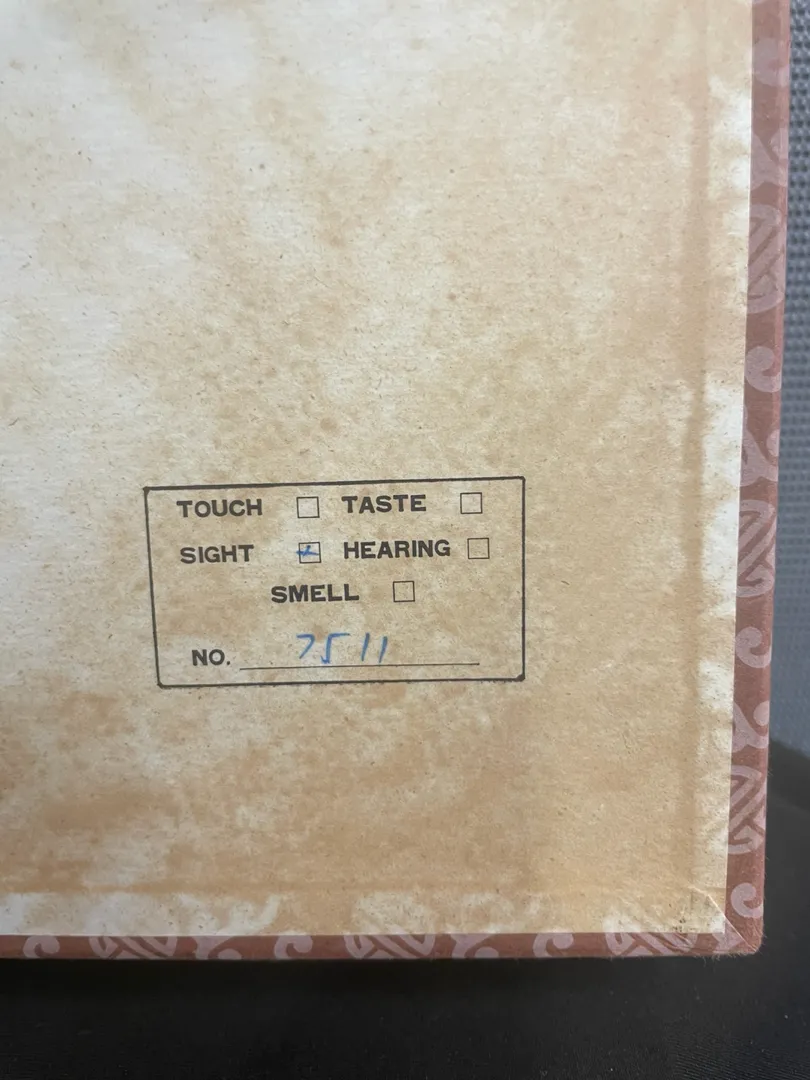 TOUCH ☐ TASTE ☐
SIGHT ☒ HEARING ☐
SMELL ☐
NO. 7511